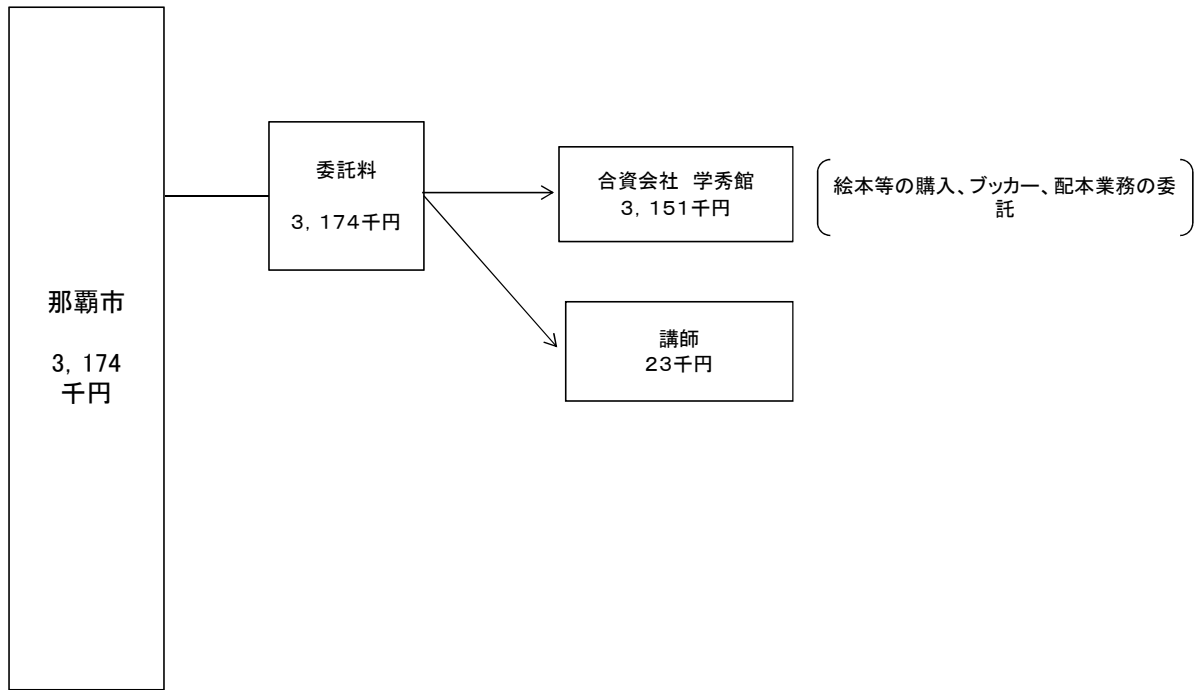 那覇市
3, 174
千円
委託料
3, 174千円
合資会社 学秀館
3, 151千円
絵本等の購入、ブッカー、配本業務の委
託
講師
23千円